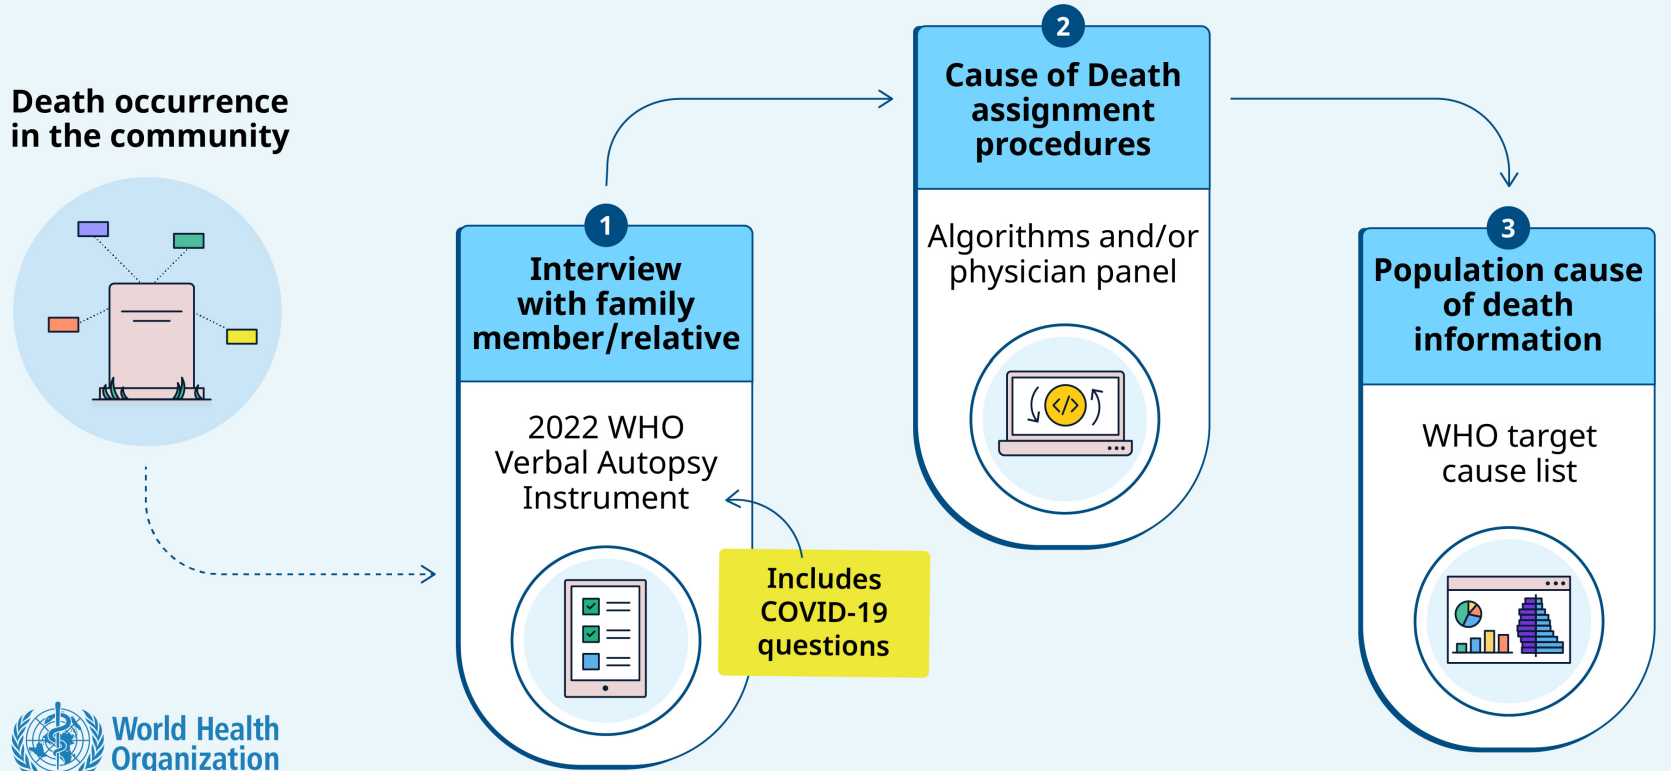 Death occurrence
in the community
1
Interview
with family
member/relative
2022 WHO
Verbal Autopsy
Instrument
Includes
COVID-19
questions
2
Cause of Death
assignment
procedures
Algorithms and/or
physician panel
</>
3
Population cause
of death
information
WHO target
cause list
World Health
Organization